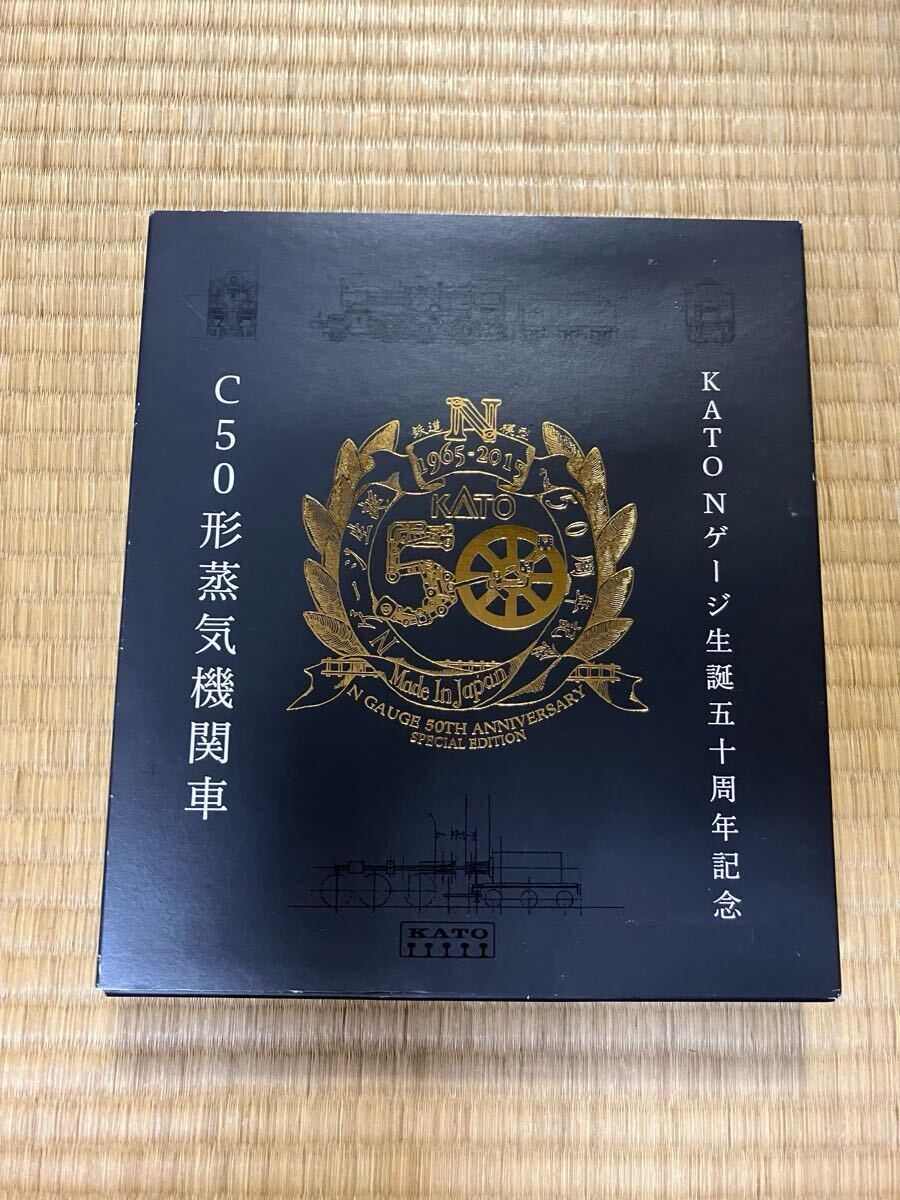 KATO Nゲージ生誕五十周年記念
C50形蒸気機関車
N
鉄道模型
1965-2015
KATO
50
Nゲージ生誕
50周年記念
Made In Japan
N GAUGE 50TH ANNIVERSARY
SPECIAL EDITION
KATO